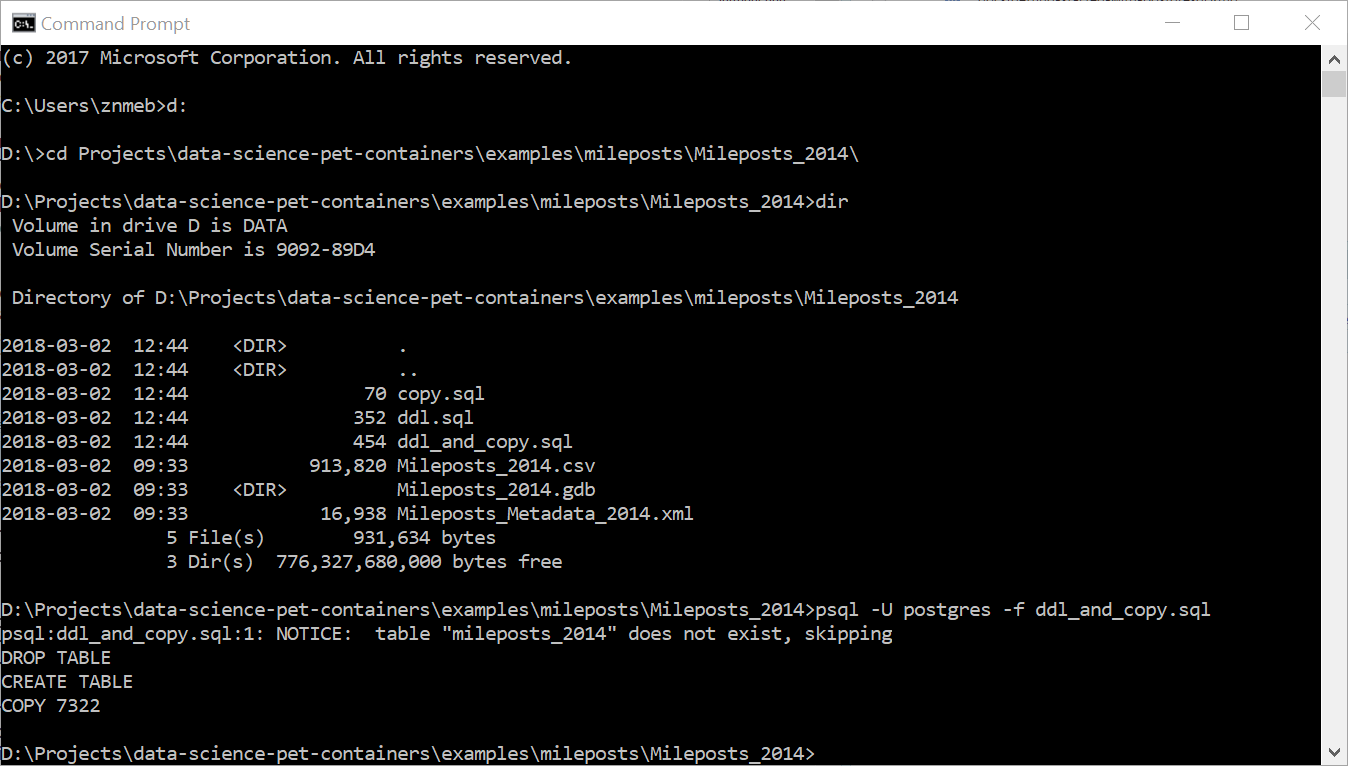 Command Prompt
(c) 2017 Microsoft Corporation. All rights reserved.
C:\Users\znmeb>d:
D:\>cd Projects\data-science-pet-containers\examples\mileposts\Mileposts_2014\
D:\Projects\data-science-pet-containers\examples\mileposts\Mileposts_2014>dir
 Volume in drive D is DATA
 Volume Serial Number is 9092-89D4
 Directory of D:\Projects\data-science-pet-containers\examples\mileposts\Mileposts_2014
2018-03-02  12:44    <DIR>          .
2018-03-02  12:44    <DIR>          ..
2018-03-02  12:44                70 copy.sql
2018-03-02  12:44               352 ddl.sql
2018-03-02  12:44               454 ddl_and_copy.sql
2018-03-02  09:33           913,820 Mileposts_2014.csv
2018-03-02  09:33    <DIR>          Mileposts_2014.gdb
2018-03-02  09:33            16,938 Mileposts_Metadata_2014.xml
               5 File(s)        931,634 bytes
               3 Dir(s)  776,327,680,000 bytes free
D:\Projects\data-science-pet-containers\examples\mileposts\Mileposts_2014>psql -U postgres -f ddl_and_copy.sql
psql:ddl_and_copy.sql:1: NOTICE:  table "mileposts_2014" does not exist, skipping
DROP TABLE
CREATE TABLE
COPY 7322
D:\Projects\data-science-pet-containers\examples\mileposts\Mileposts_2014>